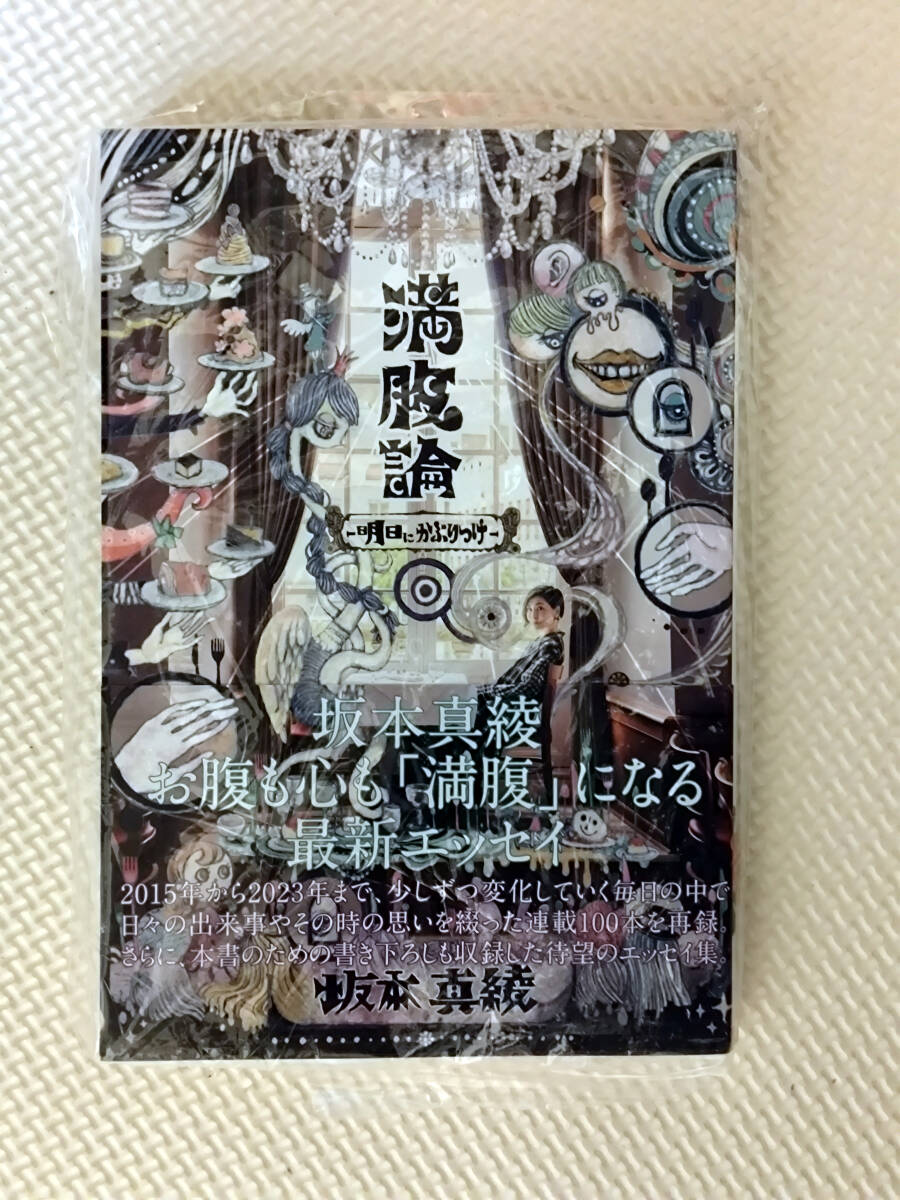 満腹論
-明日にかぶりつけ-
坂本真綾
お腹も心も「満腹」になる
最新エッセイ
2015年から2023年まで、少しずつ変化していく毎日の中で
日々の出来事やその時の思いを綴った連載100本を再録。
さらに、本書のための書き下ろしも収録した待望のエッセイ集。
坂本真綾